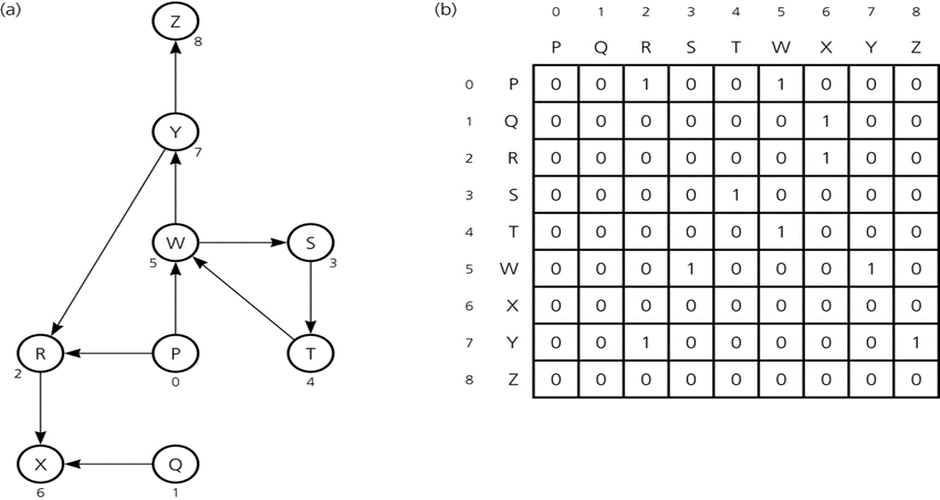 (a)
Z
8
Y
7
W
5
S
3
R
2
P
0
T
4
X
6
Q
1
(b)
0 1 2 3 4 5 6 7 8
P Q R S T W X Y Z
0 P 0 0 1 0 0 1 0 0 0
1 Q 0 0 0 0 0 0 1 0 0
2 R 0 0 0 0 0 0 1 0 0
3 S 0 0 0 0 1 0 0 0 0
4 T 0 0 0 0 0 1 0 0 0
5 W 0 0 0 1 0 0 0 1 0
6 X 0 0 0 0 0 0 0 0 0
7 Y 0 0 1 0 0 0 0 0 1
8 Z 0 0 0 0 0 0 0 0 0